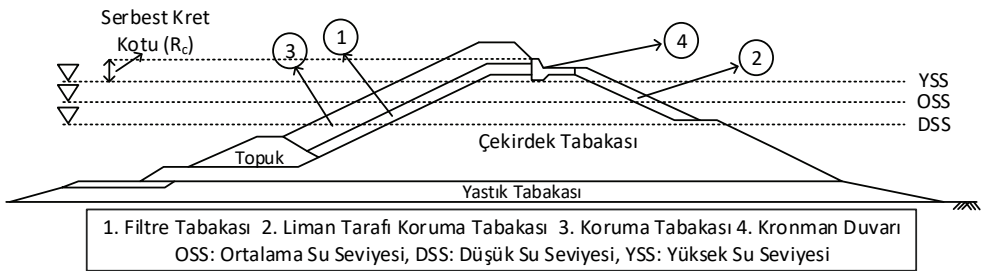 Serbest Kret
Kotu (Rc)
3
1
4
2
YSS
OSS
DSS
Topuk
Çekirdek Tabakası
Yastık Tabakası
1. Filtre Tabakası 2. Liman Tarafı Koruma Tabakası 3. Koruma Tabakası 4. Kronman Duvarı
OSS: Ortalama Su Seviyesi, DSS: Düşük Su Seviyesi, YSS: Yüksek Su Seviyesi